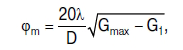 φₘ = 20λ/D √(Gₘₐₓ – G₁),